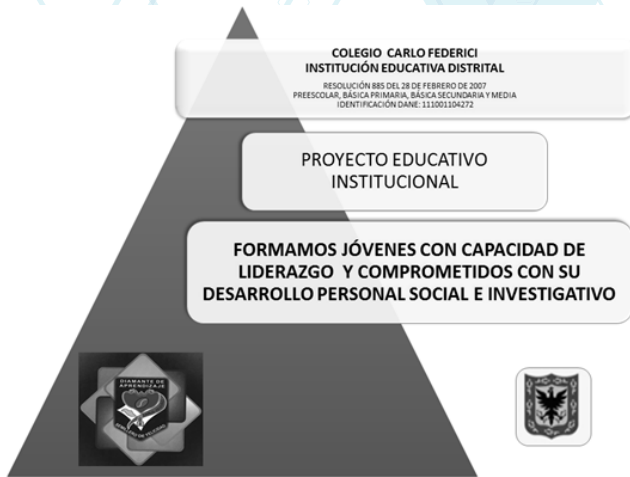 COLEGIO CARLO FEDERICI
INSTITUCIÓN EDUCATIVA DISTRITAL
RESOLUCIÓN 885 DEL 28 DE FEBRERO DE 2007
PREESCOLAR, BÁSICA PRIMARIA, BÁSICA SECUNDARIA Y MEDIA
IDENTIFICACIÓN DANE: 111001104272
PROYECTO EDUCATIVO
INSTITUCIONAL
FORMAMOS JÓVENES CON CAPACIDAD DE
LIDERAZGO Y COMPROMETIDOS CON SU
DESARROLLO PERSONAL SOCIAL E INVESTIGATIVO
DIAMANTE DE
APRENDIZAJE